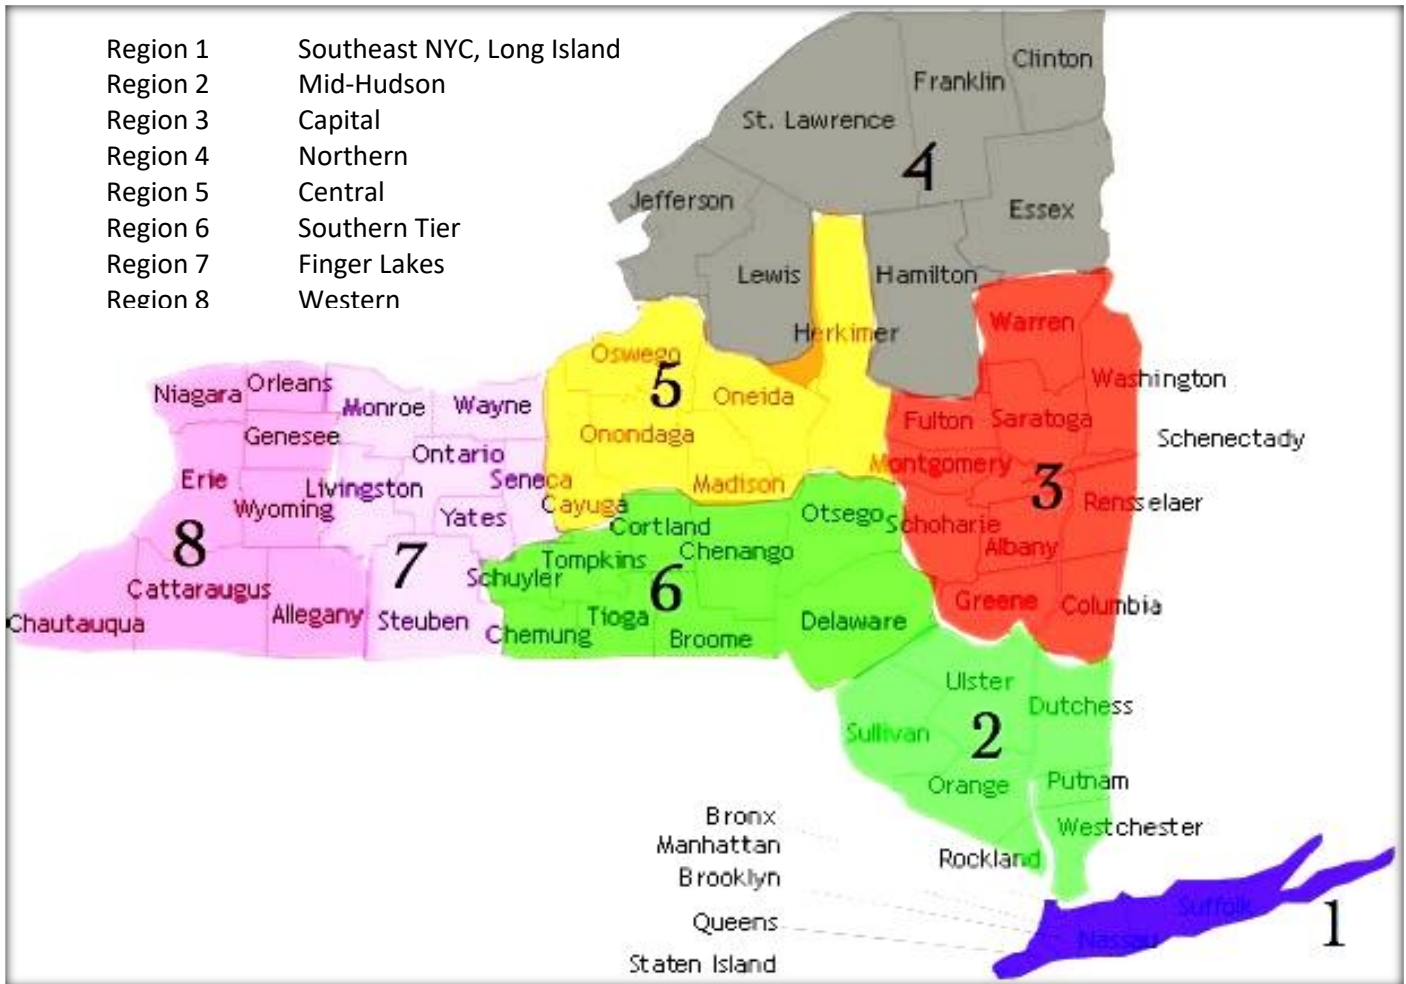 Region 1 Southeast NYC, Long Island
Region 2 Mid-Hudson
Region 3 Capital
Region 4 Northern
Region 5 Central
Region 6 Southern Tier
Region 7 Finger Lakes
Region 8 Western
Clinton
Franklin
St. Lawrence
4
Jefferson
Essex
Lewis
Hamilton
Herkimer
Warren
Oswego
5
Oneida
Onondaga
Madison
Cayuga
Washington
Fulton
Saratoga
Schenectady
Montgomery
3
Rensselaer
Schoharie
Albany
Greene
Columbia
Niagara
Orleans
Genesee
Erie
Wyoming
8
Cattaraugus
Chautauqua
Allegany
Monroe
Wayne
Ontario
Seneca
Livingston
Yates
7
Steuben
Otsego
Cortland
Chenango
Tompkins
Schuyler
6
Tioga
Chemung
Broome
Delaware
Ulster
Dutchess
Sullivan
2
Orange
Putnam
Westchester
Rockland
Bronx
Manhattan
Brooklyn
Queens
Staten Island
Suffolk
Nassau
1